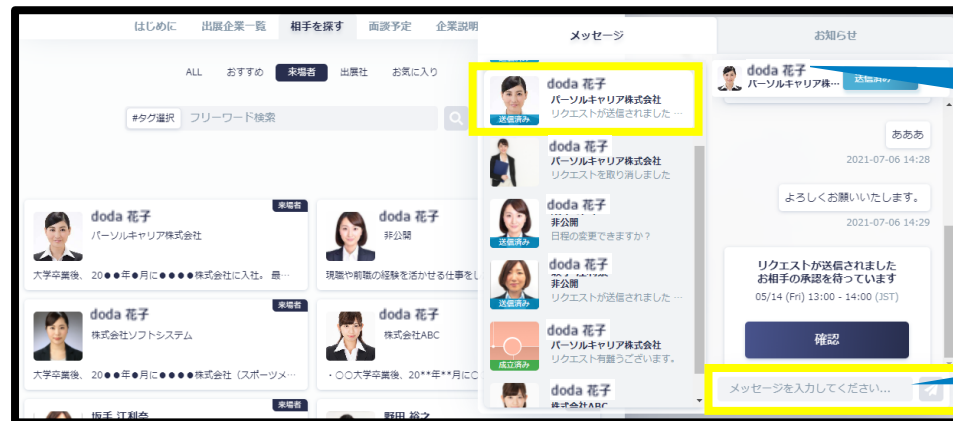 はじめに 出展企業一覧 相手を探す 面談予定 企業説明
ALL おすすめ 来場者 出展社 お気に入り
#タグ選択 フリーワード検索
来場者
doda 花子
パーソルキャリア株式会社
大学卒業後、 20●●年●月に●●●●株式会社に入社。 最…
doda 花子
非公開
現職や前職の経験を活かせる仕事をし
来場者
doda 花子
株式会社ソフトシステム
大学卒業後、 20●●年●月に●●●●株式会社（スポーツメ…
doda 花子
株式会社ABC
・○○大学卒業後、20**年**月に○
来場者
坂手 江利奈
野田 裕之
メッセージ
お知らせ
doda 花子
パーソルキャリア株式会社
リクエストが送信されました …
送信済み
doda 花子
パーソルキャリア株式会社
リクエストを取り消しました
doda 花子
非公開
日程の変更できますか？
送信済み
doda 花子
非公開
リクエストが送信されました …
送信済み
doda 花子
パーソルキャリア株式会社
リクエスト有難うございます。
成立済み
doda 花子
株式会社ABC
doda 花子
パーソルキャリア株…
送信済み
あああ
2021-07-06 14:28
よろしくお願いいたします。
2021-07-06 14:29
リクエストが送信されました
お相手の承認を待っています
05/14 (Fri) 13:00 - 14:00 (JST)
確認
メッセージを入力してください...